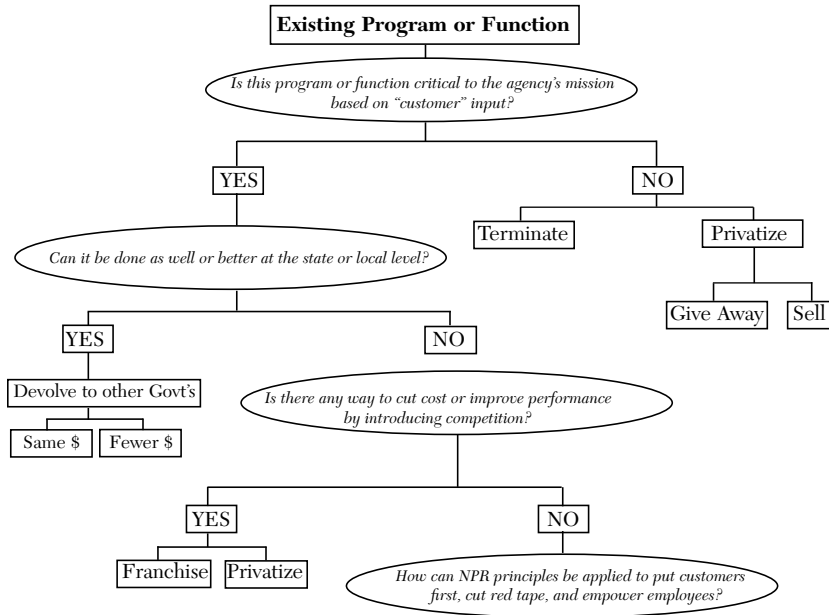 Existing Program or Function
Is this program or function critical to the agency's mission
based on "customer" input?
YES
NO
Terminate
Privatize
Can it be done as well or better at the state or local level?
Give Away
Sell
YES
NO
Devolve to other Govt's
Same $
Fewer $
Is there any way to cut cost or improve performance
by introducing competition?
YES
NO
Franchise
Privatize
How can NPR principles be applied to put customers
first, cut red tape, and empower employees?